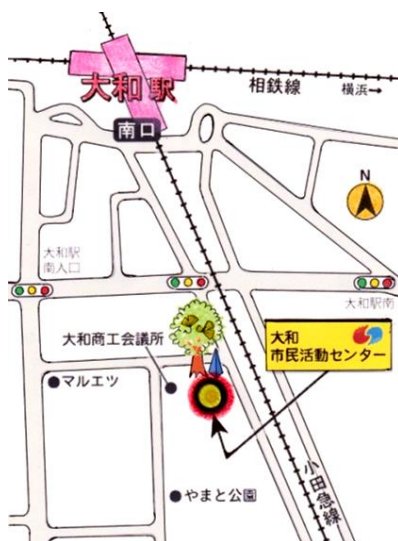 大和駅
相鉄線
横浜→
南口
N
大和駅
南入口
大和駅南
大和商工会議所
大和
市民活動センター
マルエツ
やまと公園
小田急線